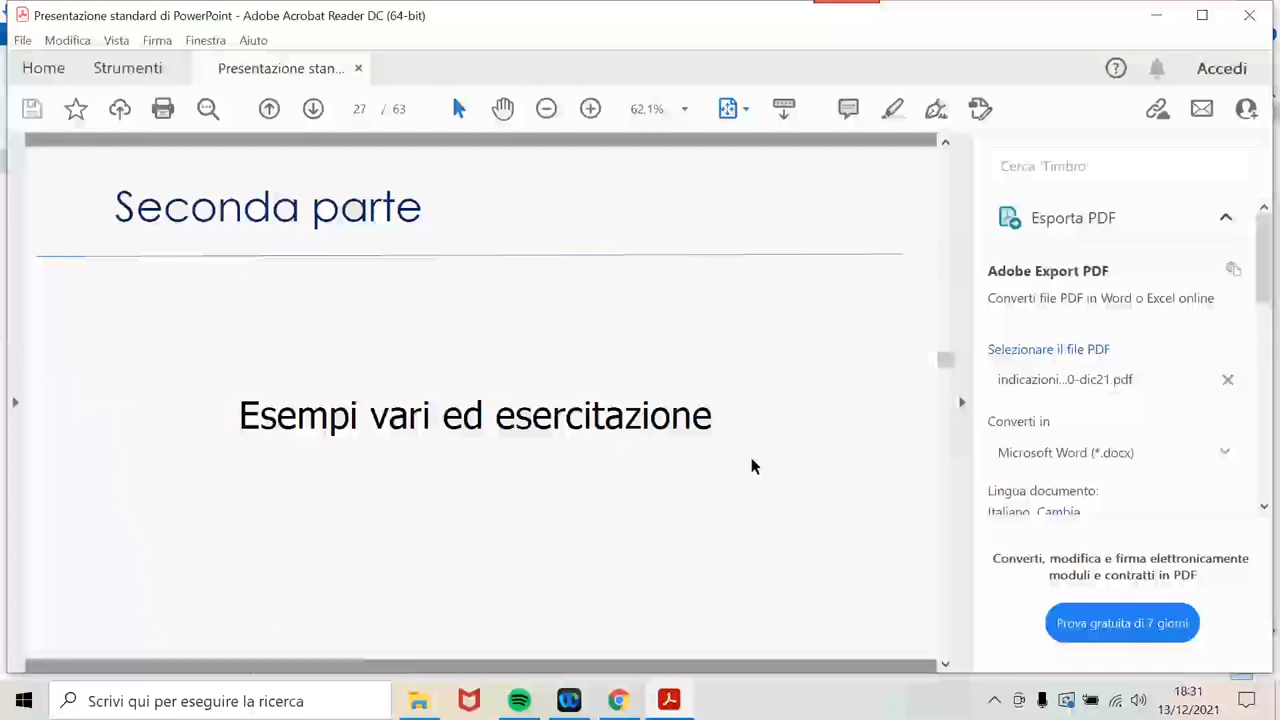 Presentazione standard di PowerPoint - Adobe Acrobat Reader DC (64-bit)
File Modifica Vista Firma Finestra Aiuto
Home Strumenti Presentazione stan... × Accedi
27 / 63 62,1%
Seconda parte
Esempi vari ed esercitazione
Cerca 'Timbro'
Esporta PDF
Adobe Export PDF
Converti file PDF in Word o Excel online
Selezionare il file PDF
indicazioni...0-dic21.pdf
Converti in
Microsoft Word (*.docx)
Lingua documento:
Italiano Cambia
Converti, modifica e firma elettronicamente
moduli e contratti in PDF
Prova gratuita di 7 giorni
Scrivi qui per eseguire la ricerca
18:31
13/12/2021